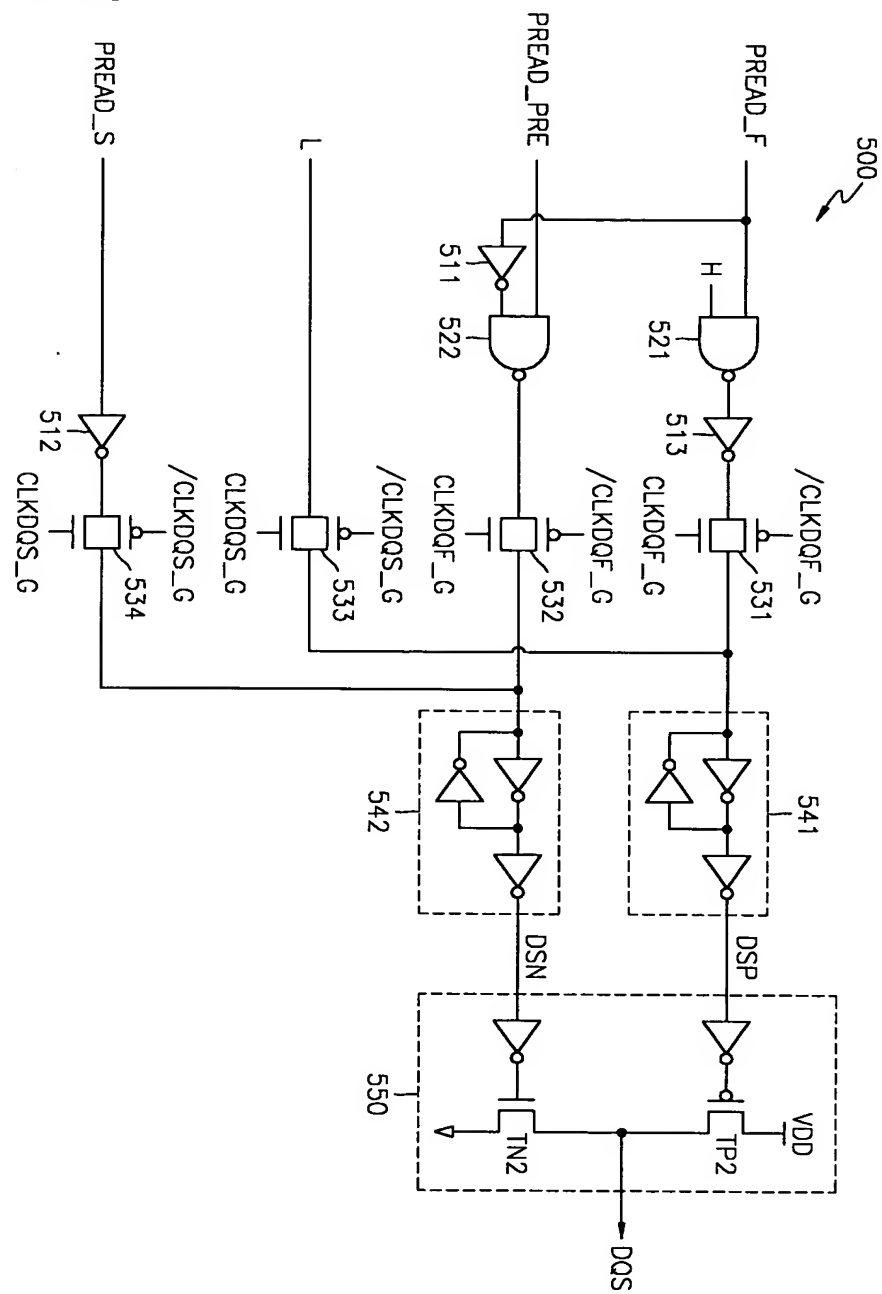 500
PREAD_F
H
521
513
/CLKDQF_G
531
CLKDQF_G
541
DSP
VDD
TP2
PREAD_PRE
511
522
/CLKDQF_G
532
CLKDQF_G
542
DSN
TN2
550
DQS
L
/CLKDQS_G
533
CLKDQS_G
PREAD_S
512
/CLKDQS_G
534
CLKDQS_G